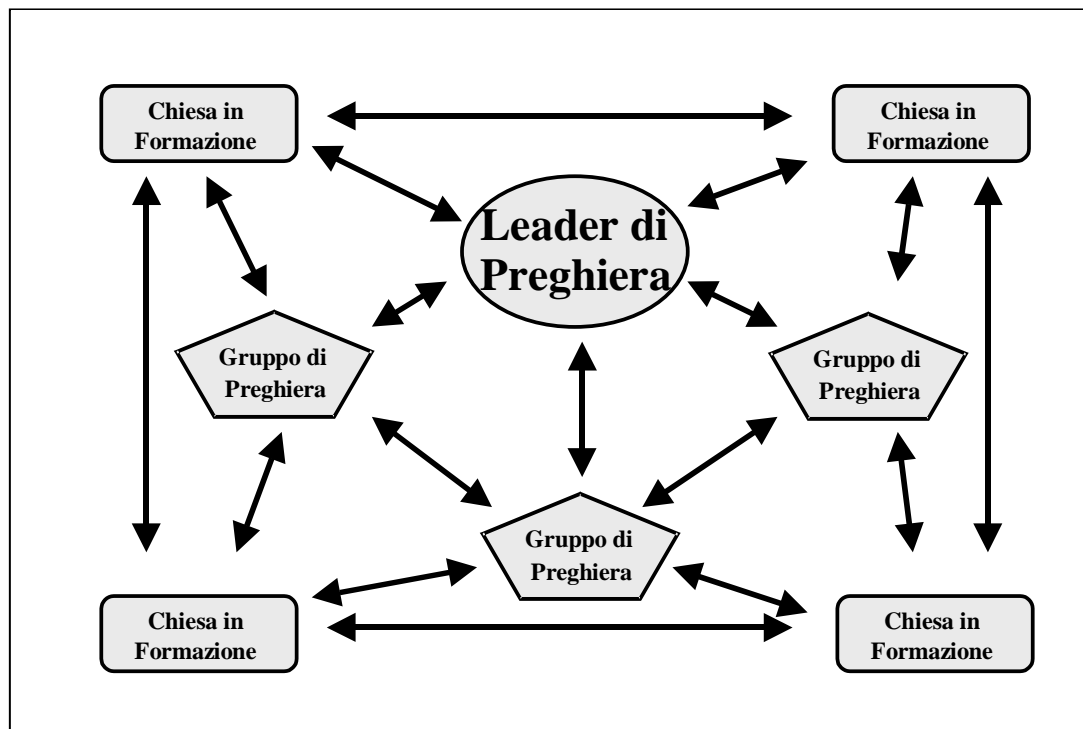 Chiesa in
Formazione
Chiesa in
Formazione
Leader di
Preghiera
Gruppo di
Preghiera
Gruppo di
Preghiera
Gruppo di
Preghiera
Chiesa in
Formazione
Chiesa in
Formazione